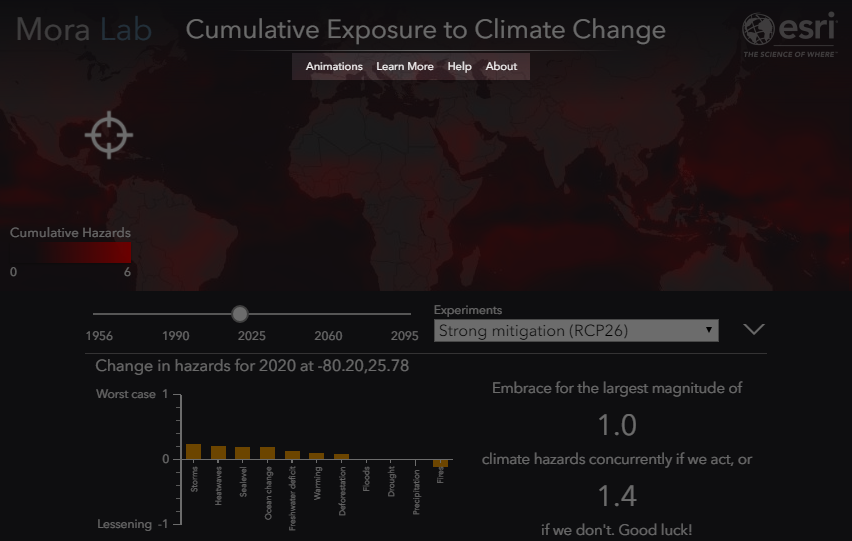 Mora Lab
Cumulative Exposure to Climate Change
esri
THE SCIENCE OF WHERE™
Animations Learn More Help About
Cumulative Hazards
0 6
1956 1990 2025 2060 2095
Experiments
Strong mitigation (RCP26)
Change in hazards for 2020 at -80.20,25.78
Worst case 1
0
Lessening -1
Storms
Heatwaves
Sealevel
Ocean change
Freshwater deficit
Warming
Deforestation
Floods
Drought
Precipitation
Fires
Embrace for the largest magnitude of
1.0
climate hazards concurrently if we act, or
1.4
if we don't. Good luck!